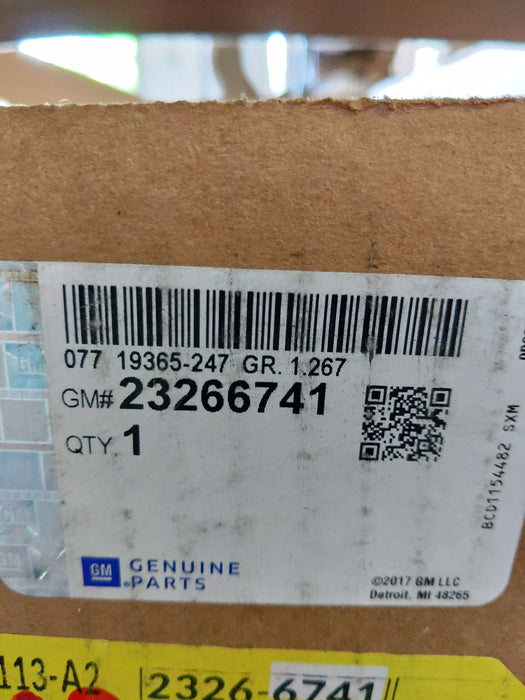 077 19365-247 GR. 1.267
GM# 23266741
QTY. 1
GM GENUINE
PARTS
©2017 GM LLC
Detroit, MI 48265
BCD1154482 SXM
113-A2
2326-6741